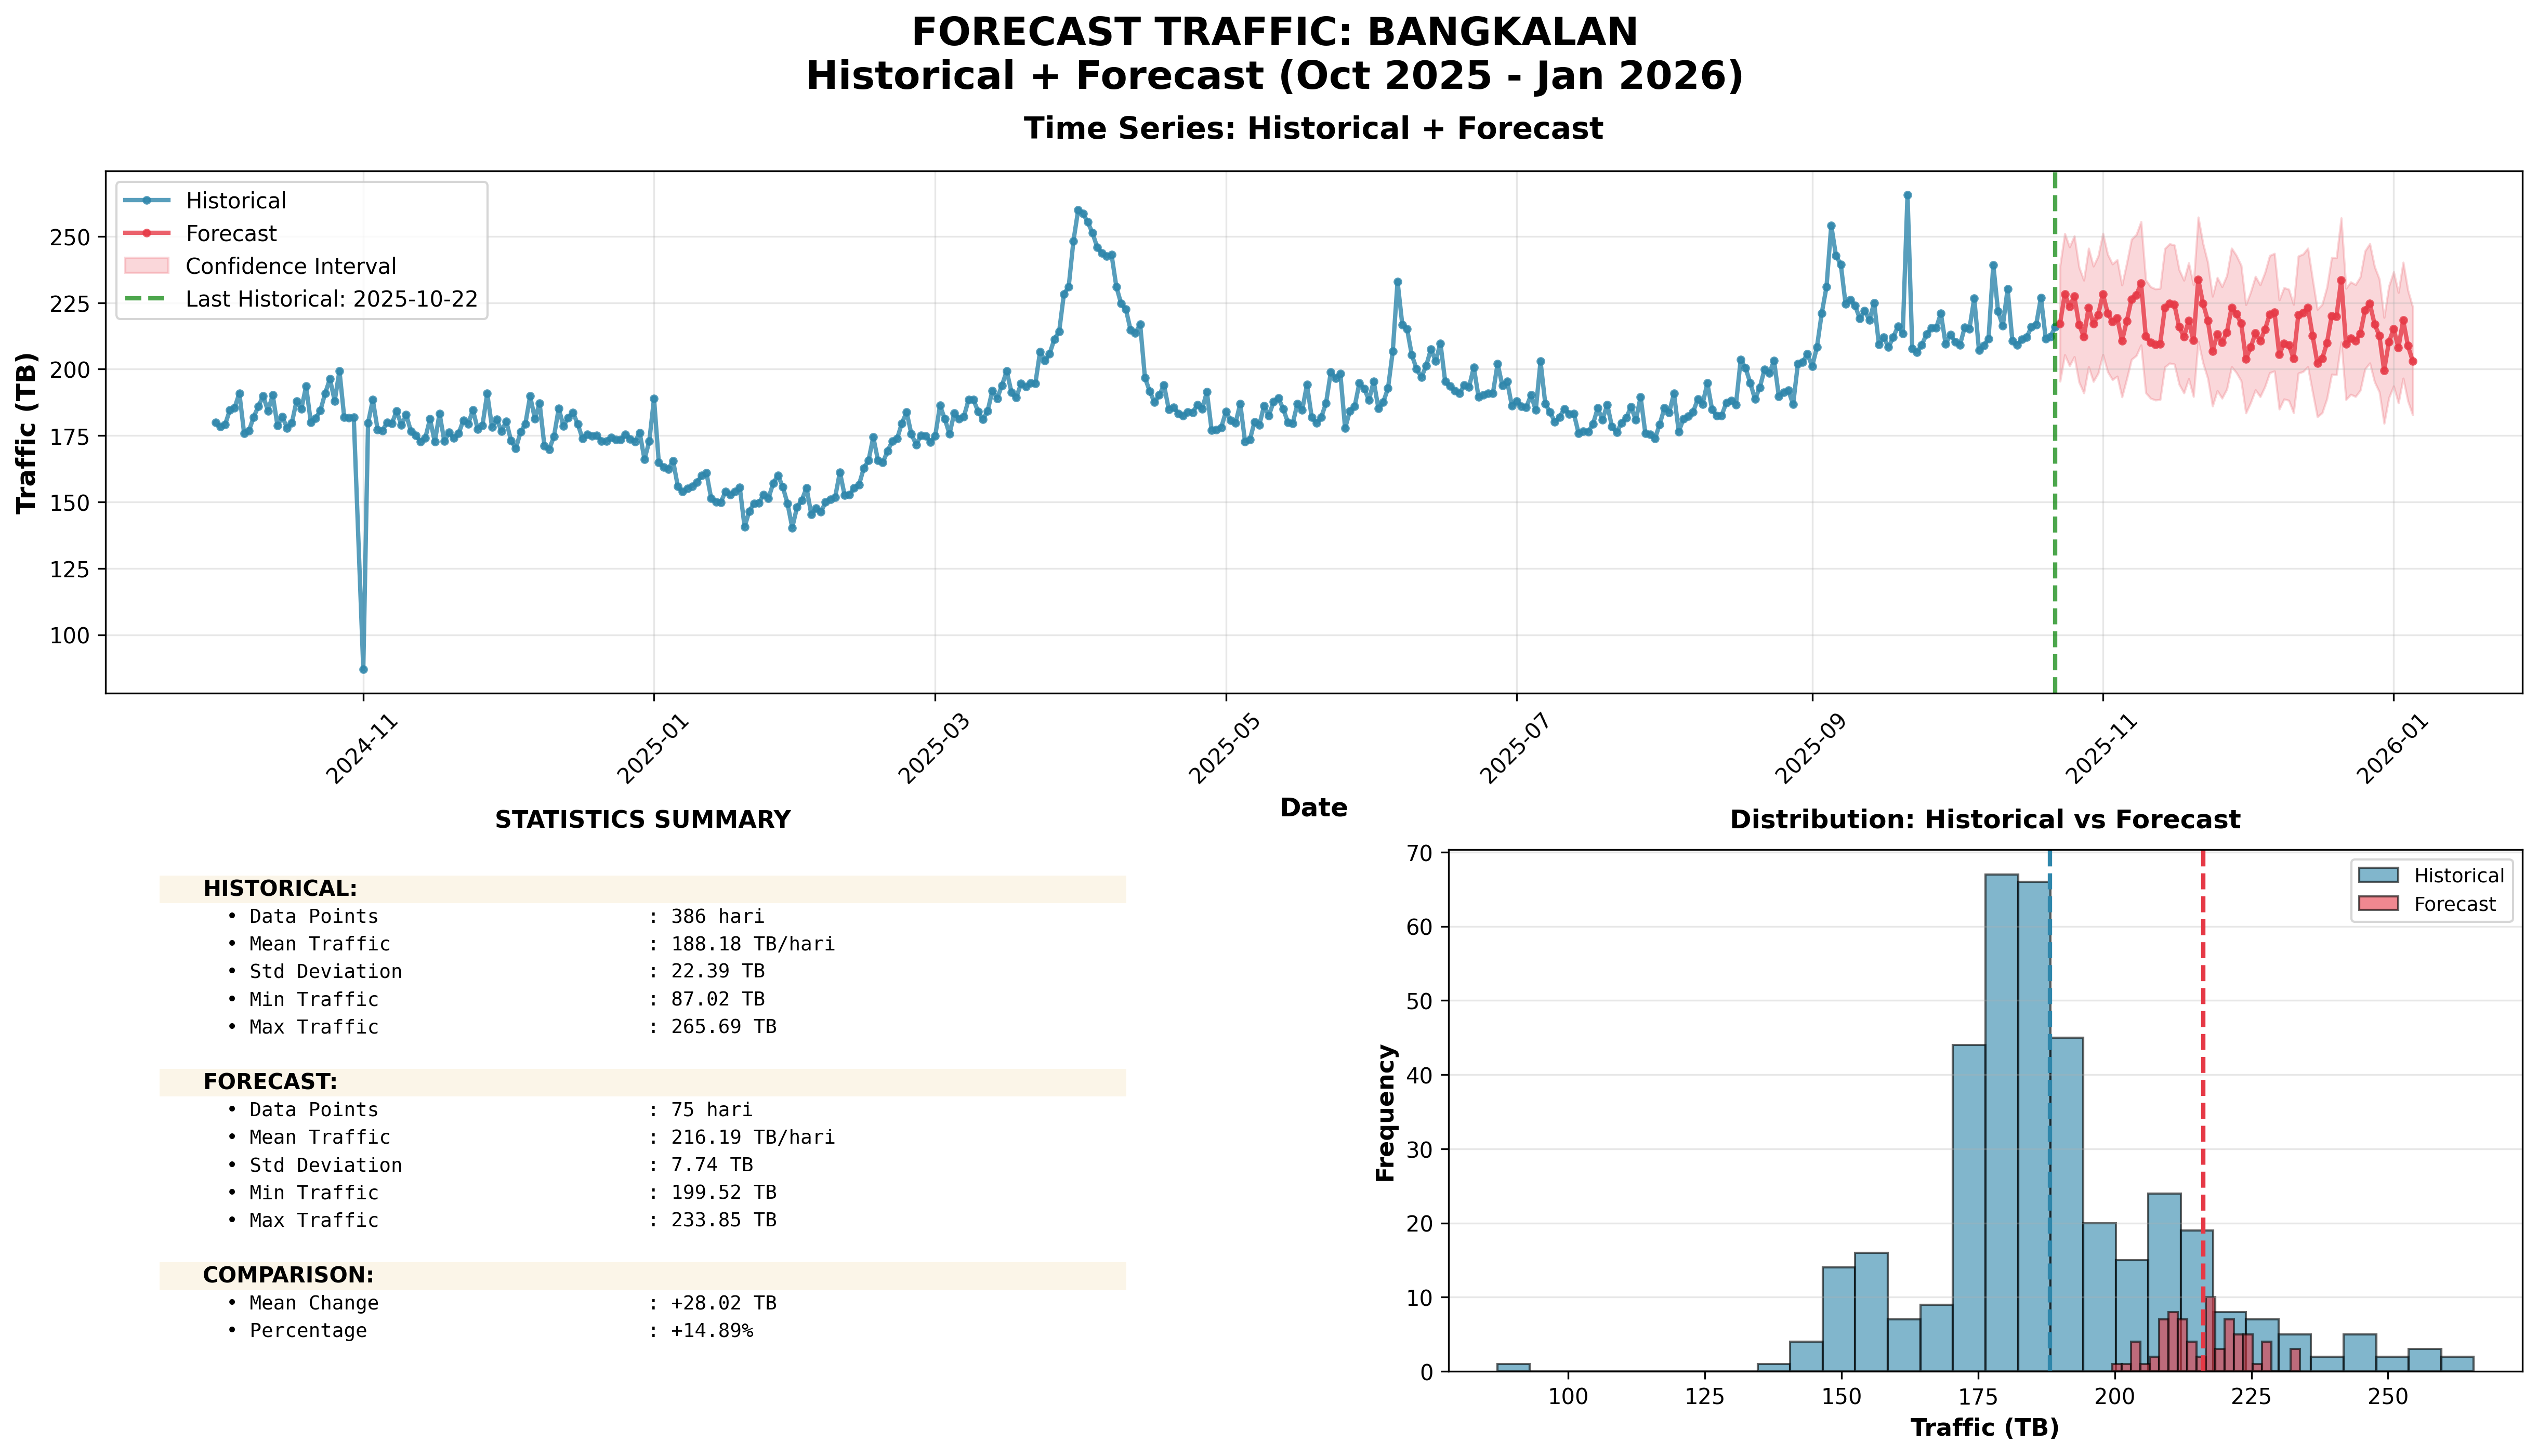 FORECAST TRAFFIC: BANGKALAN
Historical + Forecast (Oct 2025 - Jan 2026)
Time Series: Historical + Forecast
Historical
Forecast
Confidence Interval
Last Historical: 2025-10-22
Traffic (TB)
250
225
200
175
150
125
100
2024-11
2025-01
2025-03
2025-05
2025-07
2025-09
2025-11
2026-01
Date
STATISTICS SUMMARY
HISTORICAL:
• Data Points : 386 hari
• Mean Traffic : 188.18 TB/hari
• Std Deviation : 22.39 TB
• Min Traffic : 87.02 TB
• Max Traffic : 265.69 TB
FORECAST:
• Data Points : 75 hari
• Mean Traffic : 216.19 TB/hari
• Std Deviation : 7.74 TB
• Min Traffic : 199.52 TB
• Max Traffic : 233.85 TB
COMPARISON:
• Mean Change : +28.02 TB
• Percentage : +14.89%
Distribution: Historical vs Forecast
Historical
Forecast
Frequency
70
60
50
40
30
20
10
0
100
125
150
175
200
225
250
Traffic (TB)